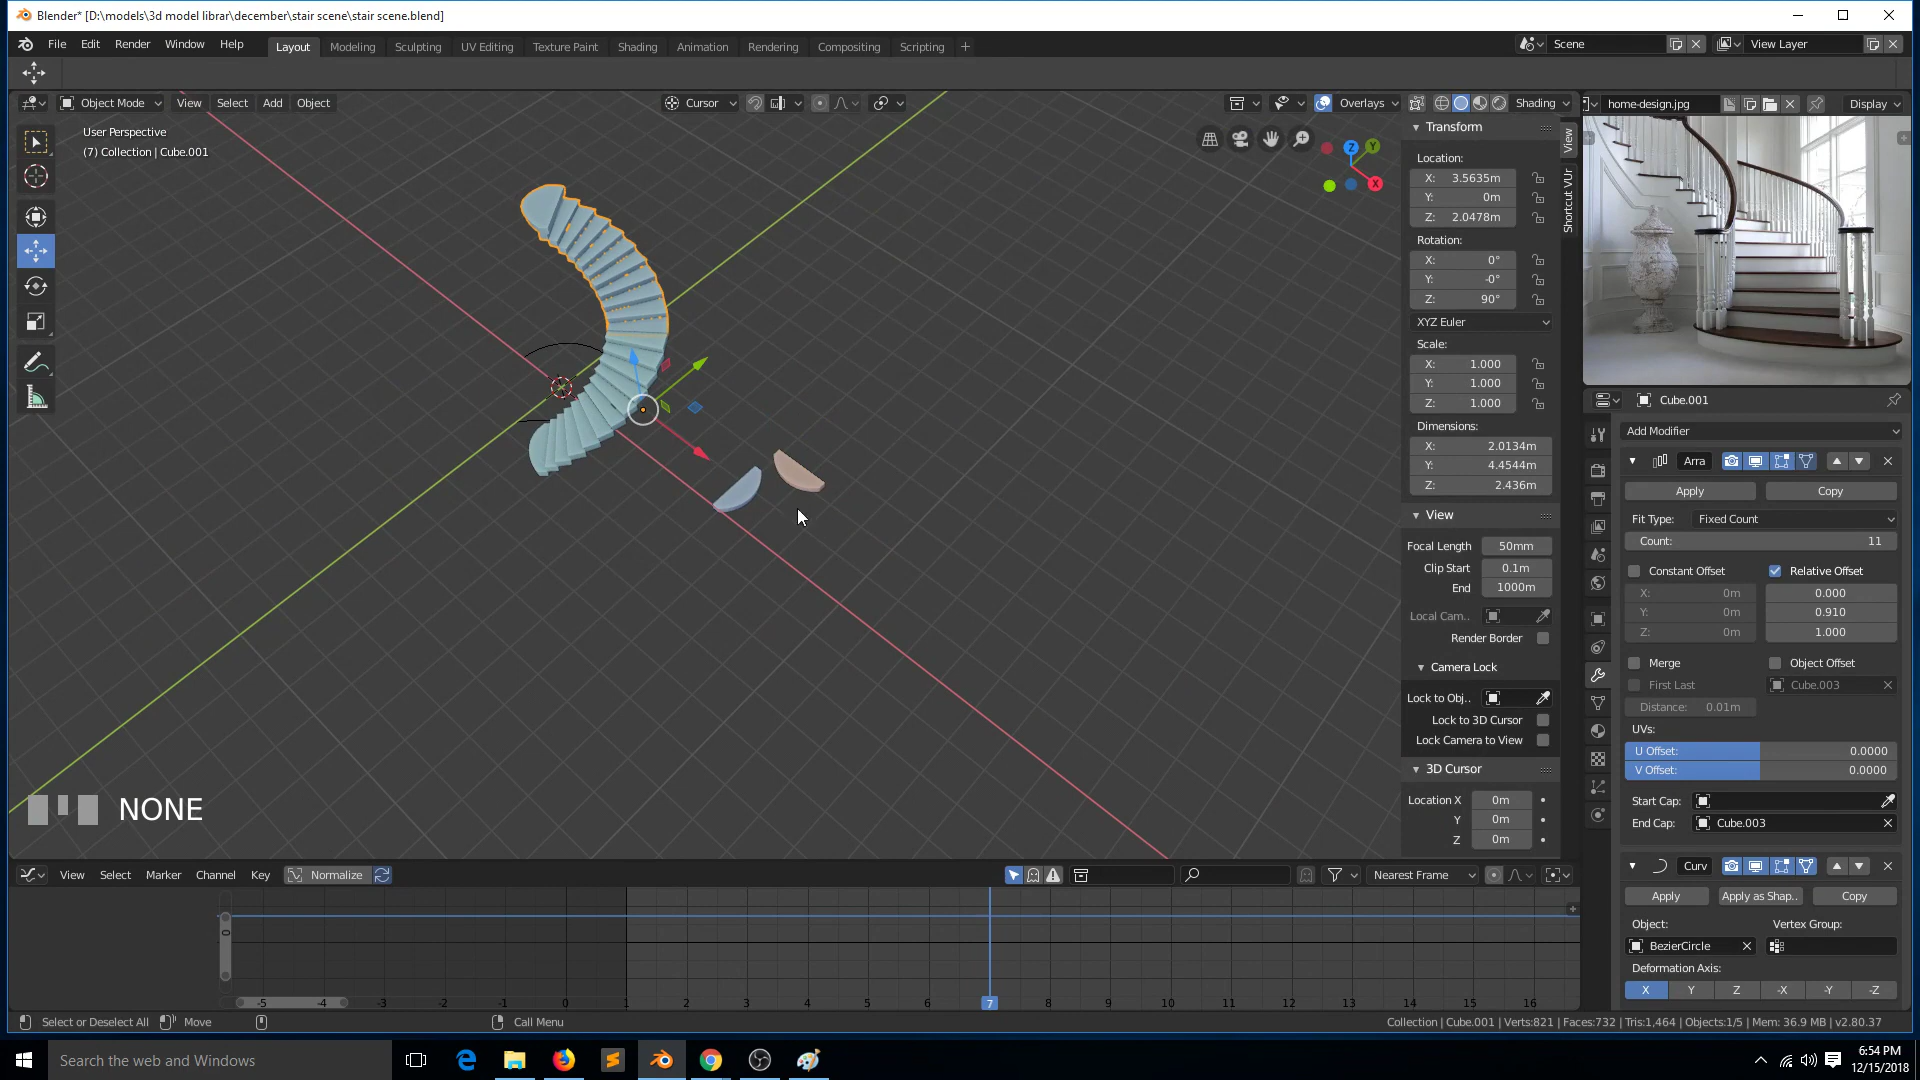 Blender* [D:\models\3d model librar\december\stair scene\stair scene.blend]
File Edit Render Window Help Layout Modeling Sculpting UV Editing Texture Paint Shading Animation Rendering Compositing Scripting + Scene View Layer
Object Mode View Select Add Object Cursor Overlays Shading home-design.jpg Display
User Perspective
(7) Collection | Cube.001
Z Y X
View
Shortcut VUr
Transform
Location:
X: 3.5635m
Y: 0m
Z: 2.0478m
Rotation:
X: 0°
Y: -0°
Z: 90°
XYZ Euler
Scale:
X: 1.000
Y: 1.000
Z: 1.000
Dimensions:
X: 2.0134m
Y: 4.4544m
Z: 2.436m
View
Focal Length 50mm
Clip Start 0.1m
End 1000m
Local Cam..
Render Border
Camera Lock
Lock to Obj..
Lock to 3D Cursor
Lock Camera to View
3D Cursor
Location X 0m
Y 0m
Z 0m
Cube.001
Add Modifier
Arra
Apply Copy
Fit Type: Fixed Count
Count: 11
Constant Offset Relative Offset
X: 0m 0.000
Y: 0m 0.910
Z: 0m 1.000
Merge Object Offset
First Last Cube.003
Distance: 0.01m
UVs:
U Offset: 0.0000
V Offset: 0.0000
Start Cap:
End Cap: Cube.003
Curv
Apply Apply as Shap.. Copy
Object: Vertex Group:
BezierCircle
Deformation Axis:
X Y Z -X -Y -Z
NONE
View Select Marker Channel Key Normalize Nearest Frame
-5 -4 -3 -2 -1 0 1 2 3 4 5 6 7 8 9 10 11 12 13 14 15 16
Select or Deselect All Move Call Menu Collection | Cube.001 | Verts:821 | Faces:732 | Tris:1,464 | Objects:1/5 | Mem: 36.9 MB | v2.80.37
Search the web and Windows
6:54 PM
12/15/2018